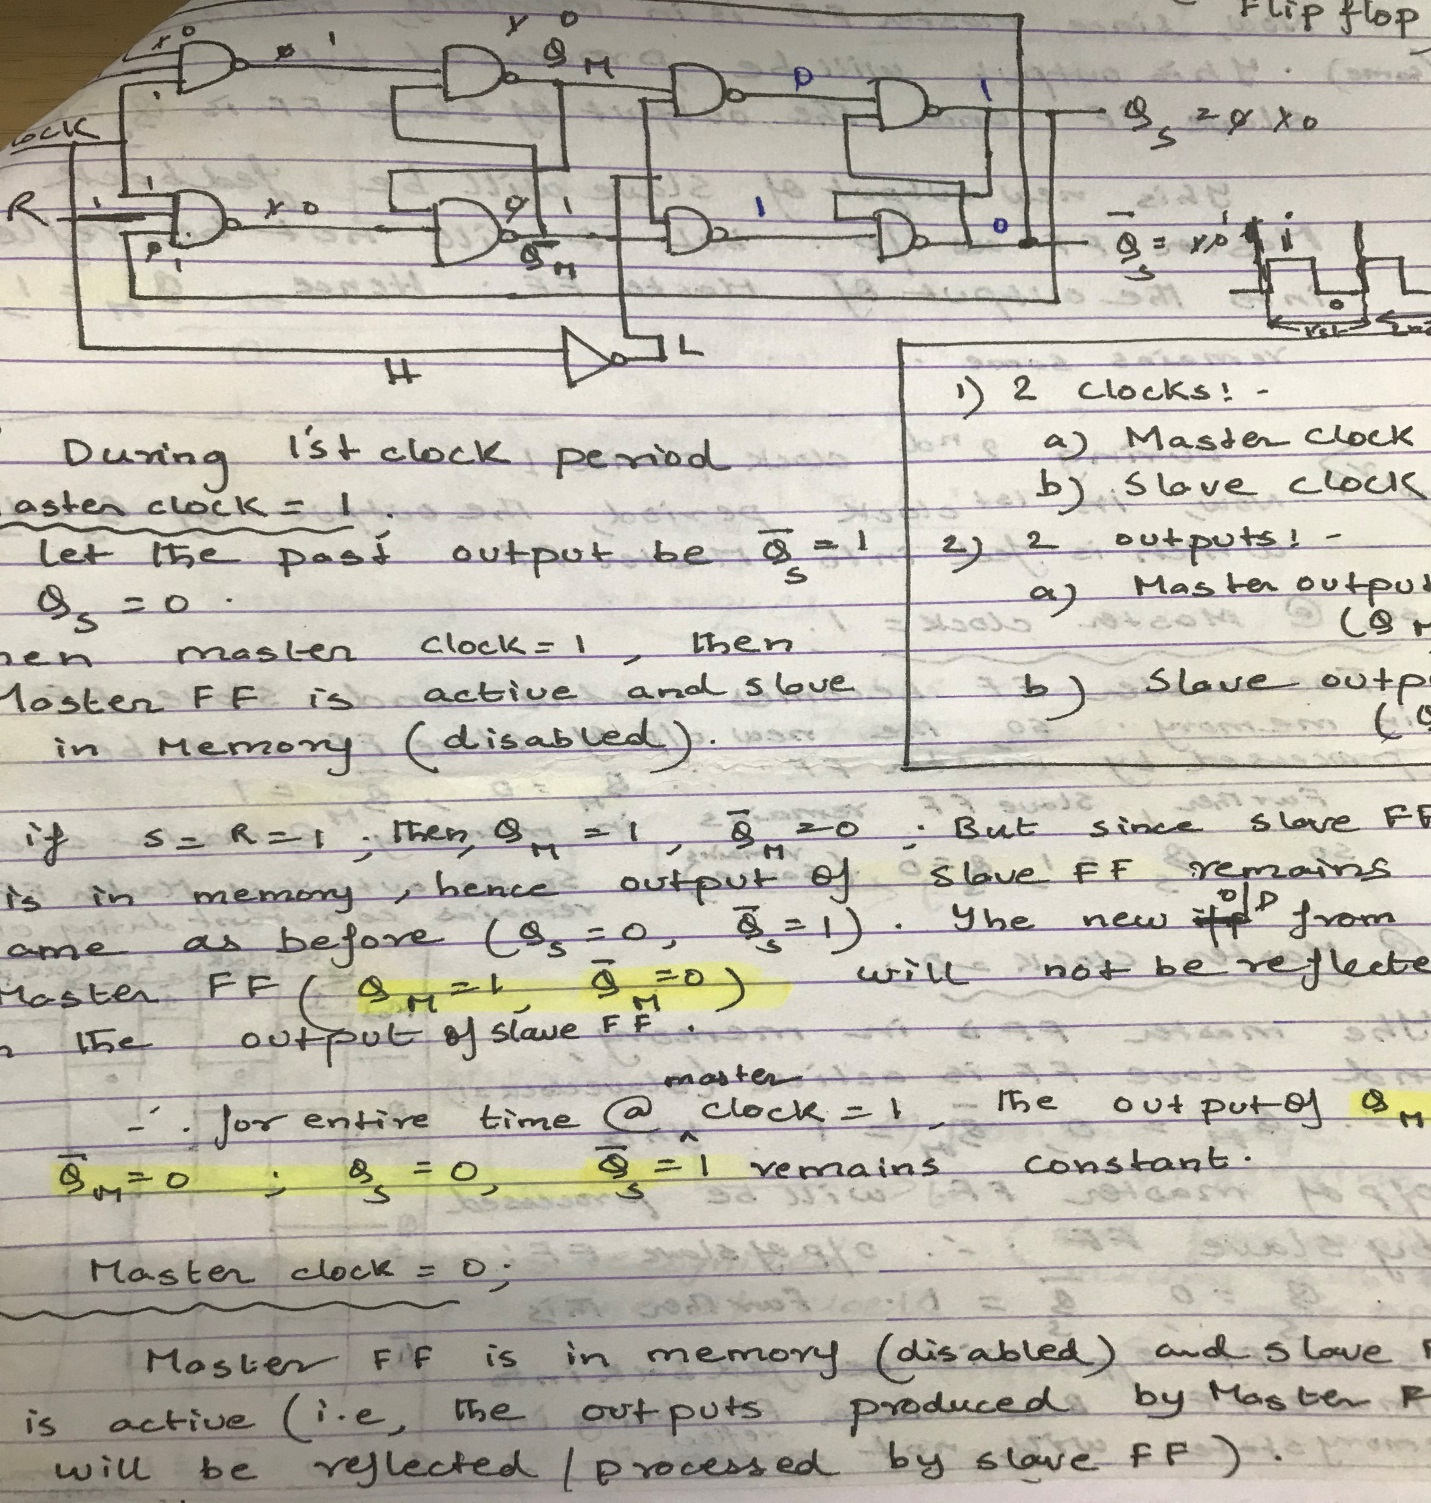 Flip flop
Q_M
Q_S = 0 1 0
ock
R
Q̅_M
Q̅_S =
H
L
1st
1) 2 clocks: -
a) Master clock
b) Slave clock
2) 2 outputs: -
a) Master output
(Q_M
b) Slave outp
During 1st clock period
aster clock = 1.
Let the past output be Q̅_S = 1
Q_S = 0 .
hen master clock = 1, then
Master FF is active and slave
in Memory (disabled).
if S = R = 1 ; then, Q_M = 1, Q̅_M = 0 . But since slave FF
is in memory, hence output of slave FF remains
ame as before (Q_S = 0, Q̅_S = 1). The new o/p from
Master FF ( Q_M = 1, Q̅_M = 0) will not be reflecte
n the output of slave FF .
∴ for entire time @ master clock = 1, the output of Q_M
Q̅_M = 0 ; Q_S = 0, Q̅_S = 1 remains constant.
Master clock = 0;
Master FF is in memory (disabled) and slave F
is active (i.e, the outputs produced by Master F
will be reflected / processed by slave FF).